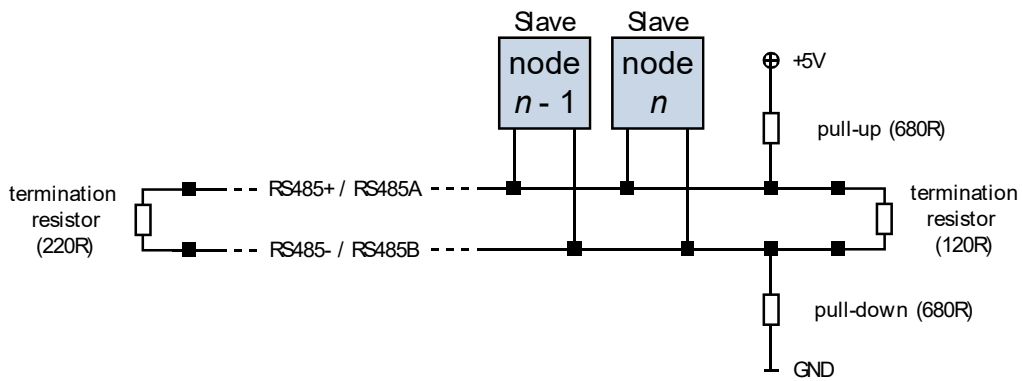 Slave
Slave
node
n - 1
node
n
+5V
pull-up (680R)
termination
resistor
(220R)
RS485+ / RS485A
RS485- / RS485B
termination
resistor
(120R)
pull-down (680R)
GND